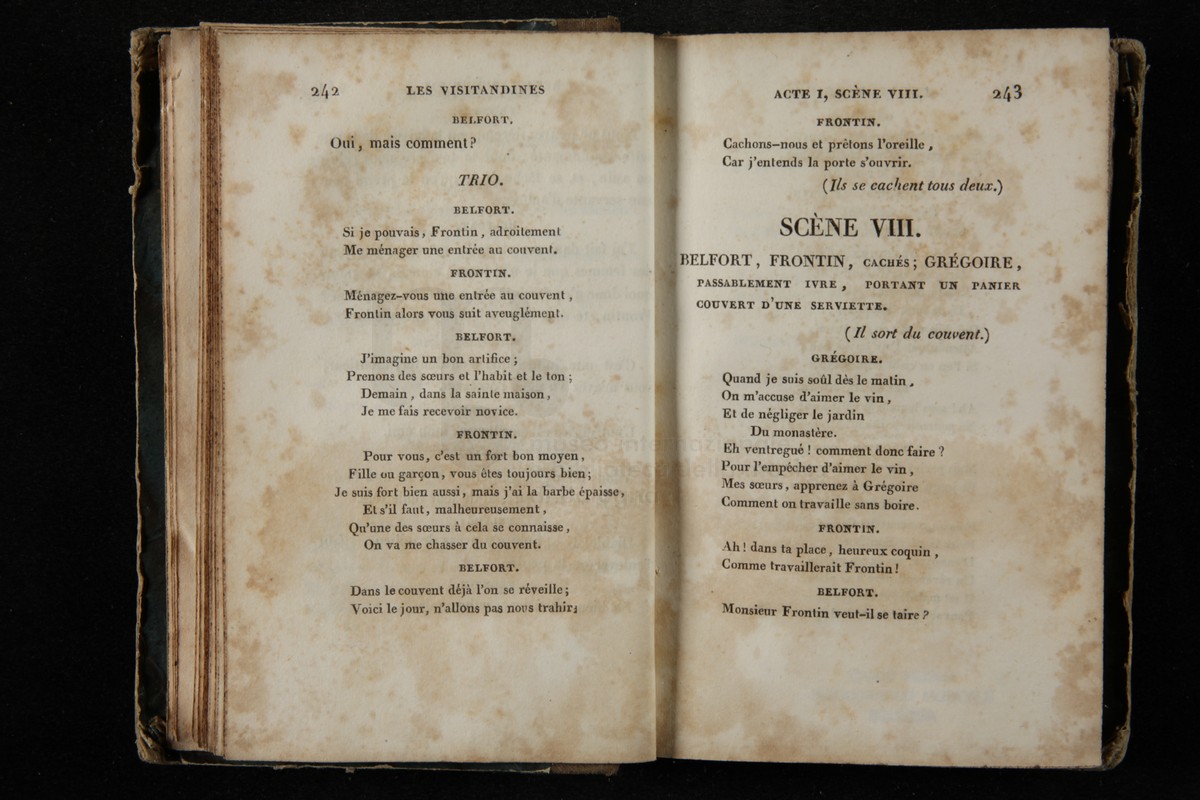 242 LES VISITANDINES
BELFORT.
Oui, mais comment?
TRIO.
BELFORT.
Si je pouvais, Frontin, adroitement
Me ménager une entrée au couvent.
FRONTIN.
Ménagez-vous une entrée au couvent,
Frontin alors vous suit aveuglément.
BELFORT.
J'imagine un bon artifice;
Prenons des sœurs et l'habit et le ton;
Demain, dans la sainte maison,
Je me fais recevoir novice.
FRONTIN.
Pour vous, c'est un fort bon moyen,
Fille ou garçon, vous êtes toujours bien;
Je suis fort bien aussi, mais j'ai la barbe épaisse,
Et s'il faut, malheureusement,
Qu'une des sœurs à cela se connaisse,
On va me chasser du couvent.
BELFORT.
Dans le couvent déjà l'on se réveille;
Voici le jour, n'allons pas nous trahir;
ACTE I, SCÈNE VIII. 243
FRONTIN.
Cachons-nous et prêtons l'oreille,
Car j'entends la porte s'ouvrir.
(Ils se cachent tous deux.)
SCÈNE VIII.
BELFORT, FRONTIN, CACHÉS; GRÉGOIRE,
PASSABLEMENT IVRE, PORTANT UN PANIER
COUVERT D'UNE SERVIETTE.
(Il sort du couvent.)
GRÉGOIRE.
Quand je suis soûl dès le matin,
On m'accuse d'aimer le vin,
Et de négliger le jardin
Du monastère.
Eh ventregué! comment donc faire?
Pour l'empêcher d'aimer le vin,
Mes sœurs, apprenez à Grégoire
Comment on travaille sans boire.
FRONTIN.
Ah! dans ta place, heureux coquin,
Comme travaillerait Frontin!
BELFORT.
Monsieur Frontin veut-il se taire?